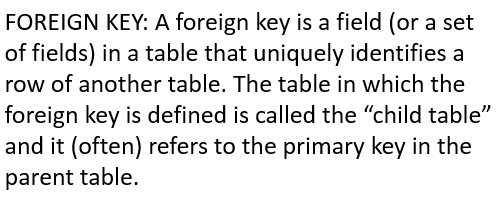 FOREIGN KEY: A foreign key is a field (or a set
of fields) in a table that uniquely identifies a
row of another table. The table in which the
foreign key is defined is called the “child table”
and it (often) refers to the primary key in the
parent table.